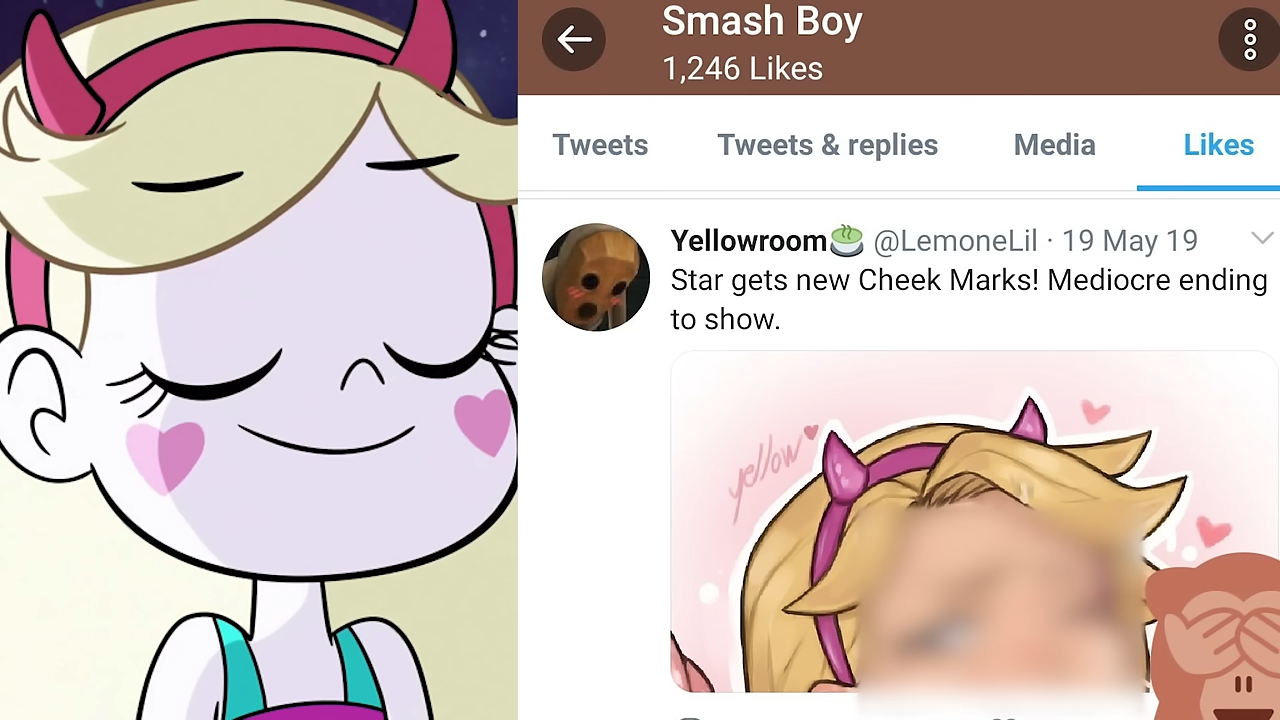 Smash Boy
1,246 Likes
Tweets Tweets & replies Media Likes
Yellowroom🍵 @LemoneLil · 19 May 19
Star gets new Cheek Marks! Mediocre ending
to show.
yellow